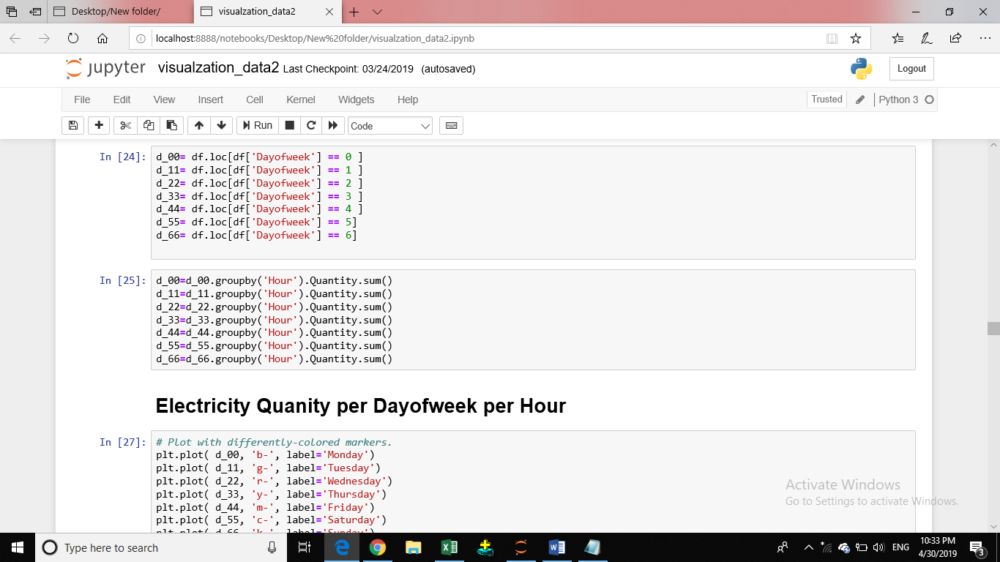 Desktop/New folder/
visualzation_data2
localhost:8888/notebooks/Desktop/New%20folder/visualzation_data2.ipynb
jupyter visualzation_data2 Last Checkpoint: 03/24/2019 (autosaved)
Logout
File Edit View Insert Cell Kernel Widgets Help
Trusted
Python 3
Run
Code
In [24]:
d_00= df.loc[df['Dayofweek'] == 0 ]
d_11= df.loc[df['Dayofweek'] == 1 ]
d_22= df.loc[df['Dayofweek'] == 2 ]
d_33= df.loc[df['Dayofweek'] == 3 ]
d_44= df.loc[df['Dayofweek'] == 4 ]
d_55= df.loc[df['Dayofweek'] == 5]
d_66= df.loc[df['Dayofweek'] == 6]
In [25]:
d_00=d_00.groupby('Hour').Quantity.sum()
d_11=d_11.groupby('Hour').Quantity.sum()
d_22=d_22.groupby('Hour').Quantity.sum()
d_33=d_33.groupby('Hour').Quantity.sum()
d_44=d_44.groupby('Hour').Quantity.sum()
d_55=d_55.groupby('Hour').Quantity.sum()
d_66=d_66.groupby('Hour').Quantity.sum()
Electricity Quanity per Dayofweek per Hour
In [27]:
# Plot with differently-colored markers.
plt.plot( d_00, 'b-', label='Monday')
plt.plot( d_11, 'g-', label='Tuesday')
plt.plot( d_22, 'r-', label='Wednesday')
plt.plot( d_33, 'y-', label='Thursday')
plt.plot( d_44, 'm-', label='Friday')
plt.plot( d_55, 'c-', label='Saturday')
plt.plot( d_66, 'k-', label='Sunday')
Activate Windows
Go to Settings to activate Windows.
Type here to search
ENG
10:33 PM
4/30/2019
3